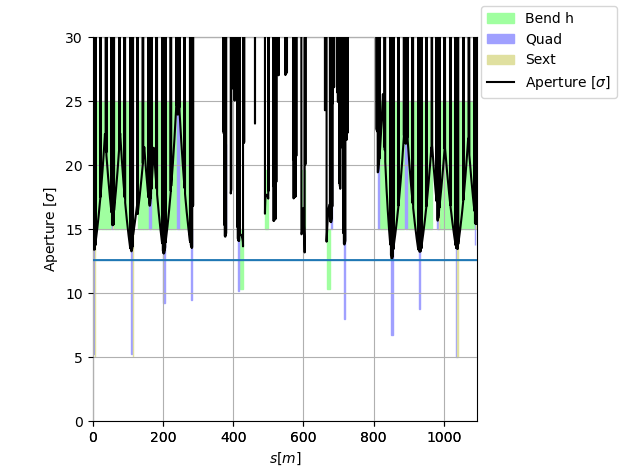 Bend h
Quad
Sext
Aperture [σ]
30
25
20
15
10
5
0
Aperture [σ]
0 200 400 600 800 1000
s[m]